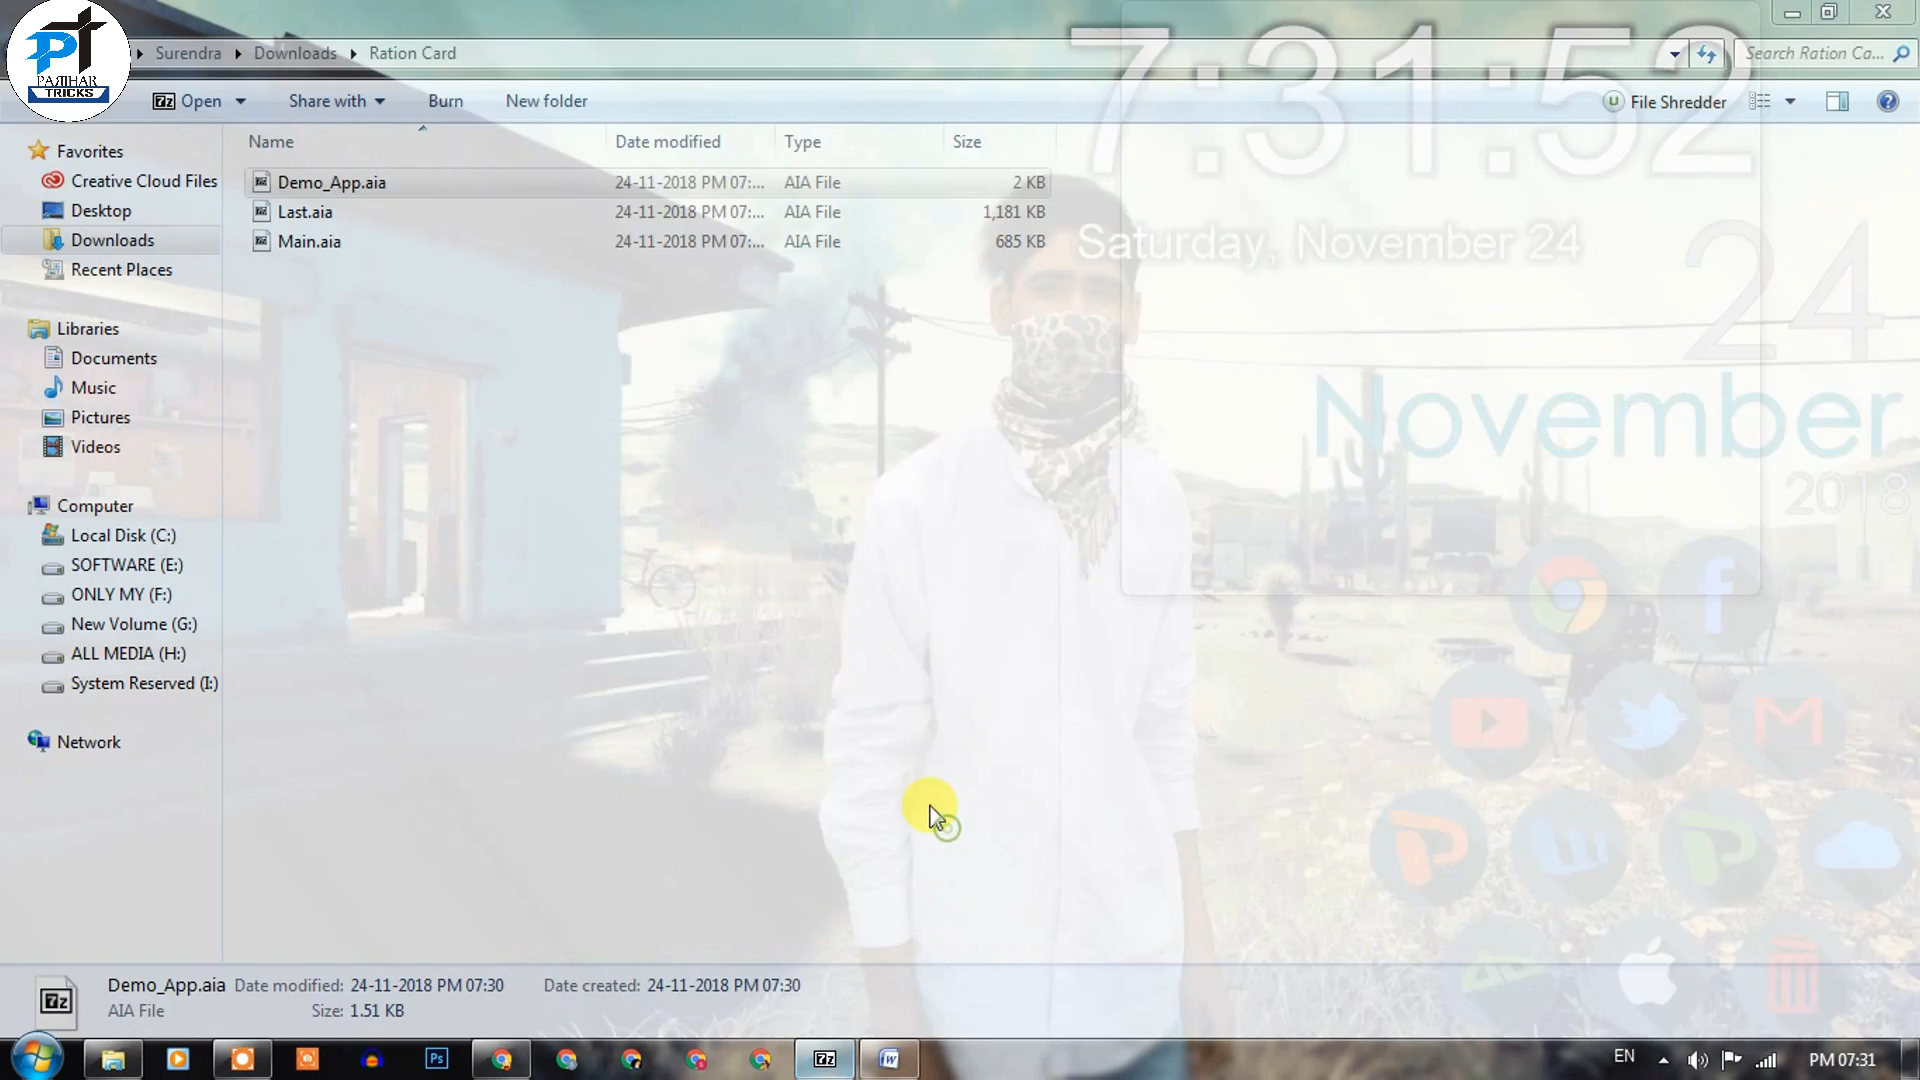 7:31:52
PARIHAR
TRICKS
Surendra Downloads Ration Card
Search Ration Ca...
7z Open Share with Burn New folder
File Shredder
Name Date modified Type Size
Favorites
Creative Cloud Files
Desktop
Downloads
Recent Places
Demo_App.aia 24-11-2018 PM 07:... AIA File 2 KB
Last.aia 24-11-2018 PM 07:... AIA File 1,181 KB
Main.aia 24-11-2018 PM 07:... AIA File 685 KB
Saturday, November 24
24
November
2018
Libraries
Documents
Music
Pictures
Videos
Computer
Local Disk (C:)
SOFTWARE (E:)
ONLY MY (F:)
New Volume (G:)
ALL MEDIA (H:)
System Reserved (I:)
Network
7z
Demo_App.aia Date modified: 24-11-2018 PM 07:30 Date created: 24-11-2018 PM 07:30
AIA File Size: 1.51 KB
Ps
7z
W
EN
PM 07:31